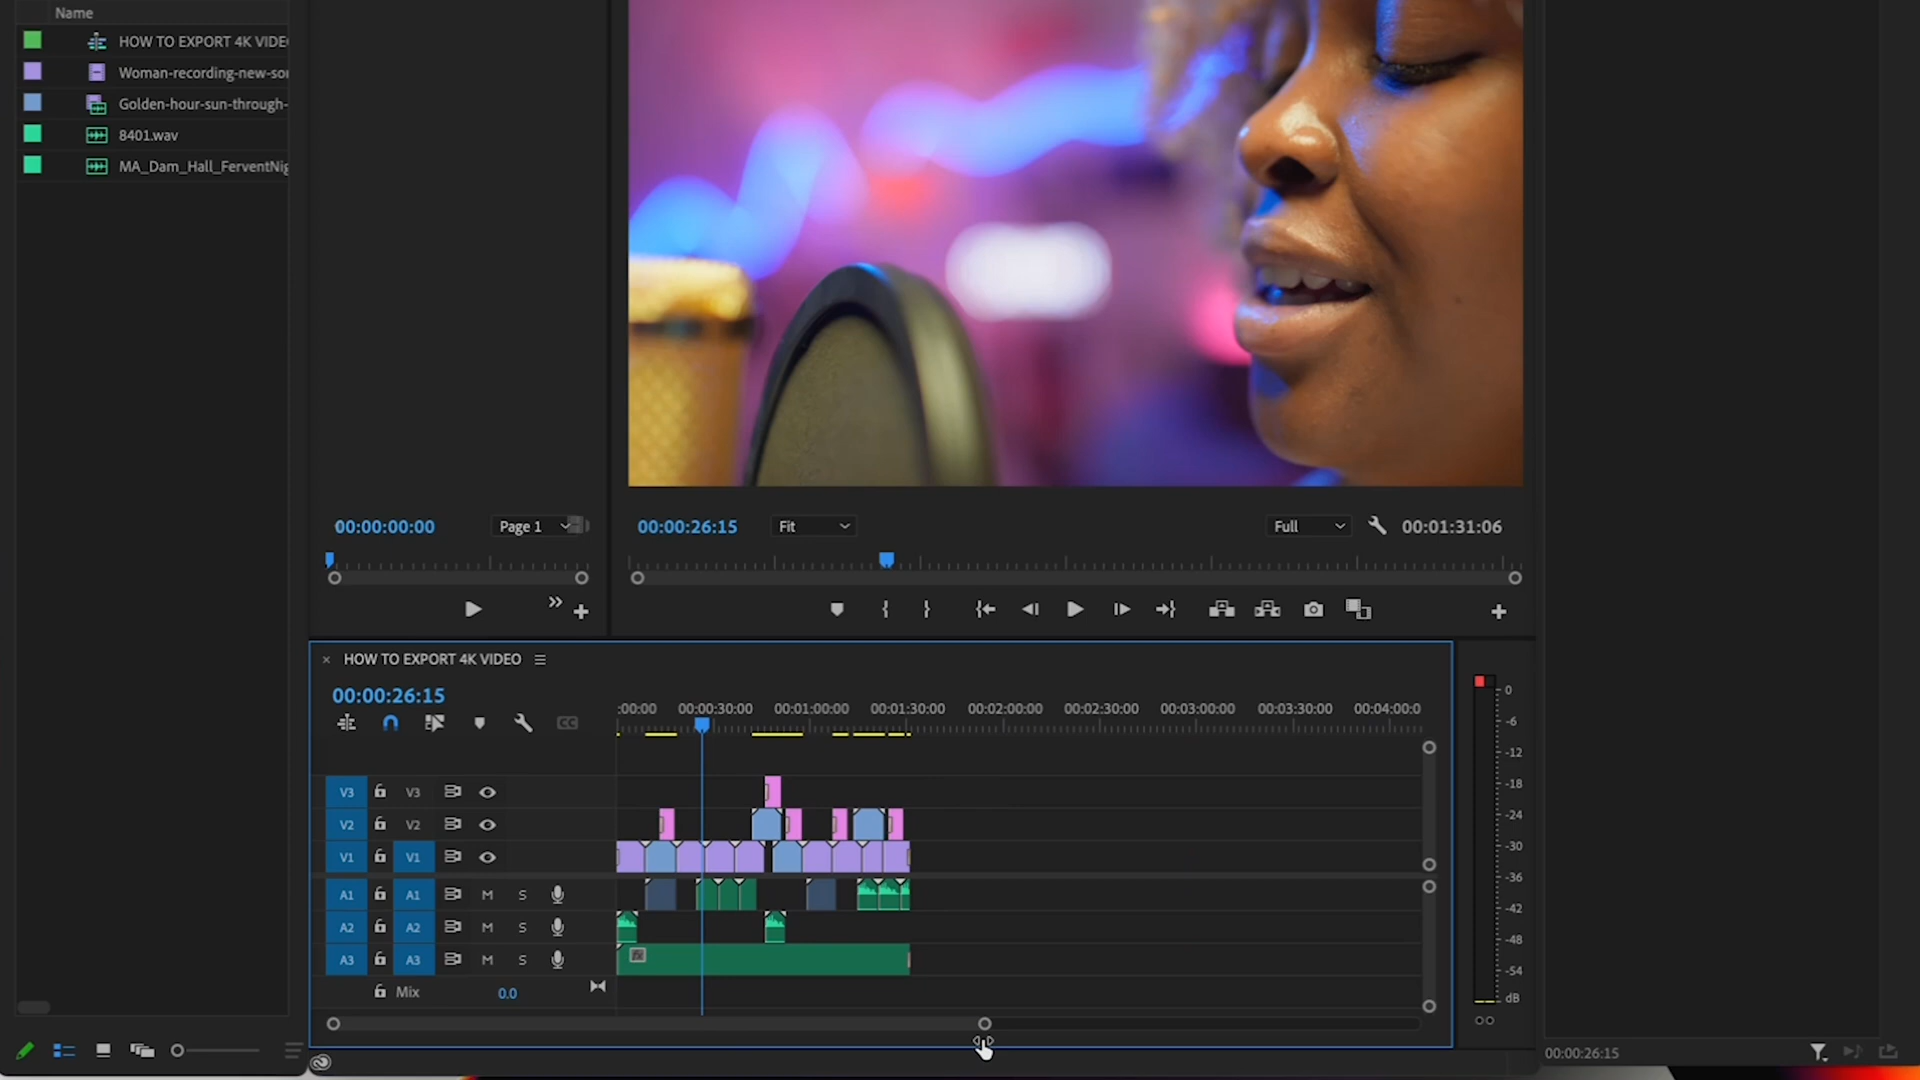 Name
HOW TO EXPORT 4K VIDE
Woman-recording-new-sor
Golden-hour-sun-through-
8401.wav
MA_Dam_Hall_FerventNig
00:00:00:00
Page 1
00:00:26:15
Fit
Full
00:01:31:06
HOW TO EXPORT 4K VIDEO
00:00:26:15
:00:00 00:00:30:00 00:01:00:00 00:01:30:00 00:02:00:00 00:02:30:00 00:03:00:00 00:03:30:00 00:04:00:0
CC
V3 V3
V2 V2
V1 V1
A1 A1 M S
A2 A2 M S
A3 A3 M S
fx
Mix 0.0
0
-6
-12
-18
-24
-30
-36
-42
-48
-54
dB
00:00:26:15